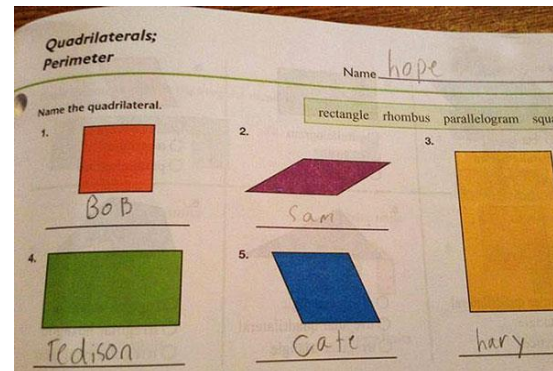 Quadrilaterals;
Perimeter
Name hope
Name the quadrilateral.
rectangle rhombus parallelogram squa
1.
BoB
2.
Sam
3.
hary
4.
Tedison
5.
Cate